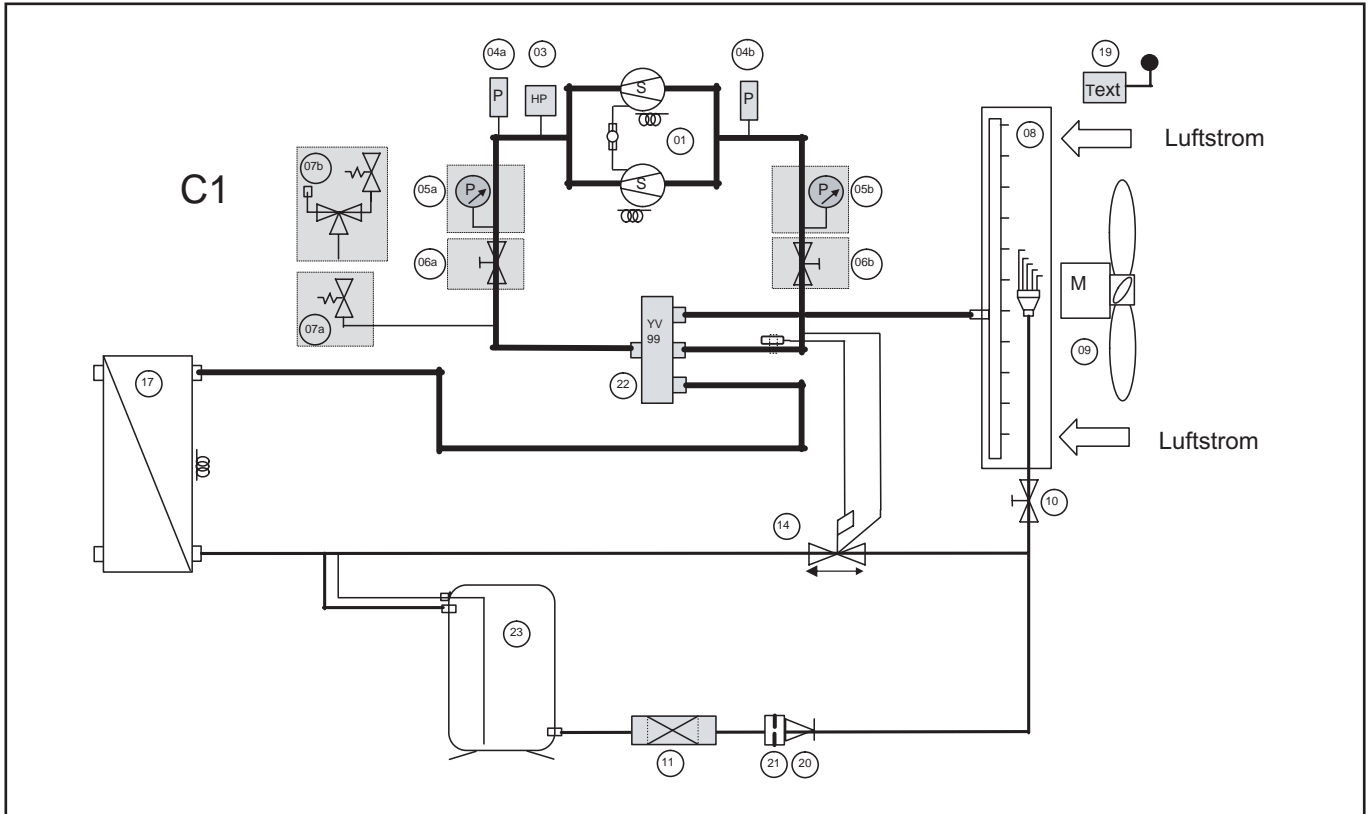 04a 03 04b 19
P HP S P Text
08
01 Luftstrom
07b
C1 05a P S P 05b
06a 06b
M
07a YV
99
09
17 22
Luftstrom
10
14
23
11 21 20